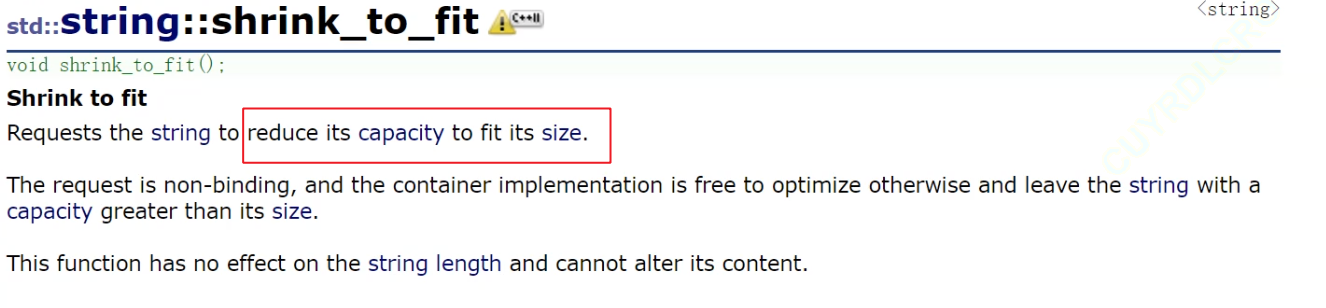 std::string::shrink_to_fit C++11
<string>
void shrink_to_fit();
Shrink to fit
Requests the string to reduce its capacity to fit its size.
The request is non-binding, and the container implementation is free to optimize otherwise and leave the string with a
capacity greater than its size.
This function has no effect on the string length and cannot alter its content.